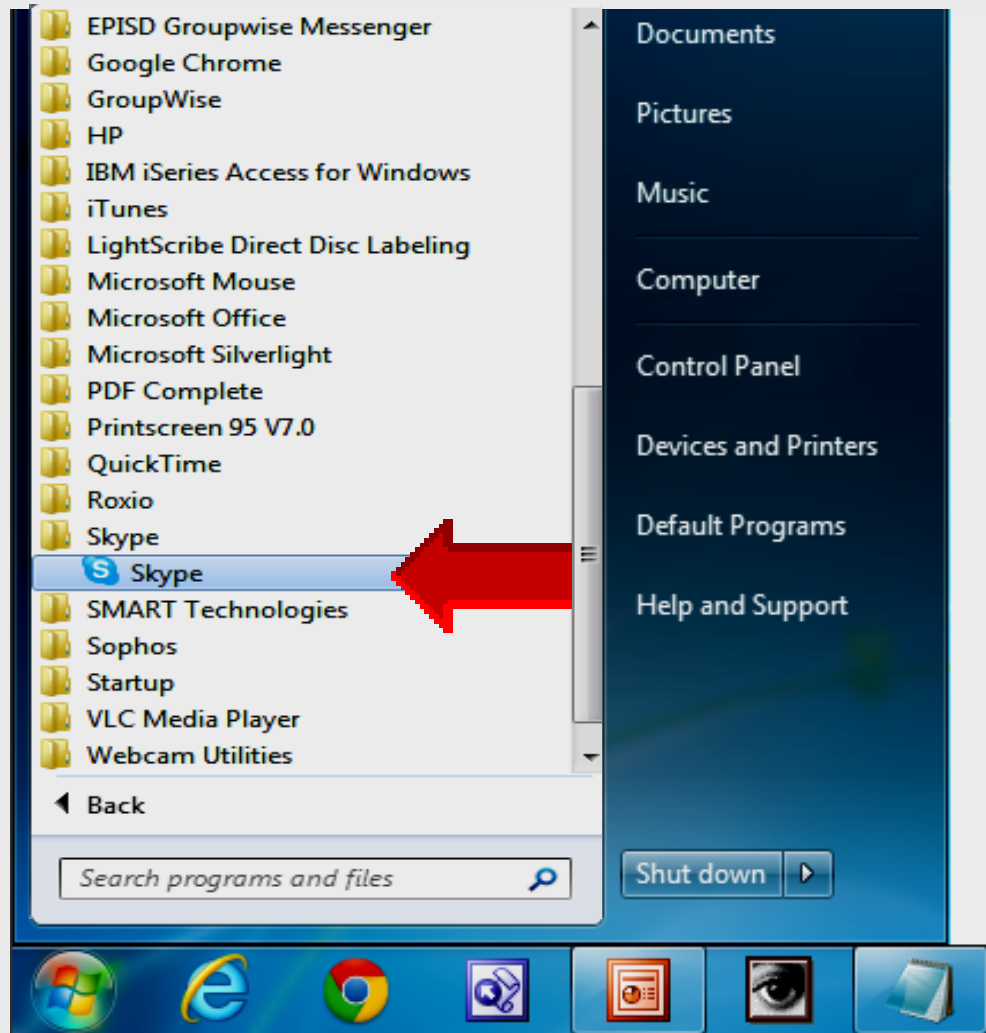 EPISD Groupwise Messenger
Google Chrome
GroupWise
HP
IBM iSeries Access for Windows
iTunes
LightScribe Direct Disc Labeling
Microsoft Mouse
Microsoft Office
Microsoft Silverlight
PDF Complete
Printscreen 95 V7.0
QuickTime
Roxio
Skype
Skype
SMART Technologies
Sophos
Startup
VLC Media Player
Webcam Utilities
Back
Search programs and files
Documents
Pictures
Music
Computer
Control Panel
Devices and Printers
Default Programs
Help and Support
Shut down